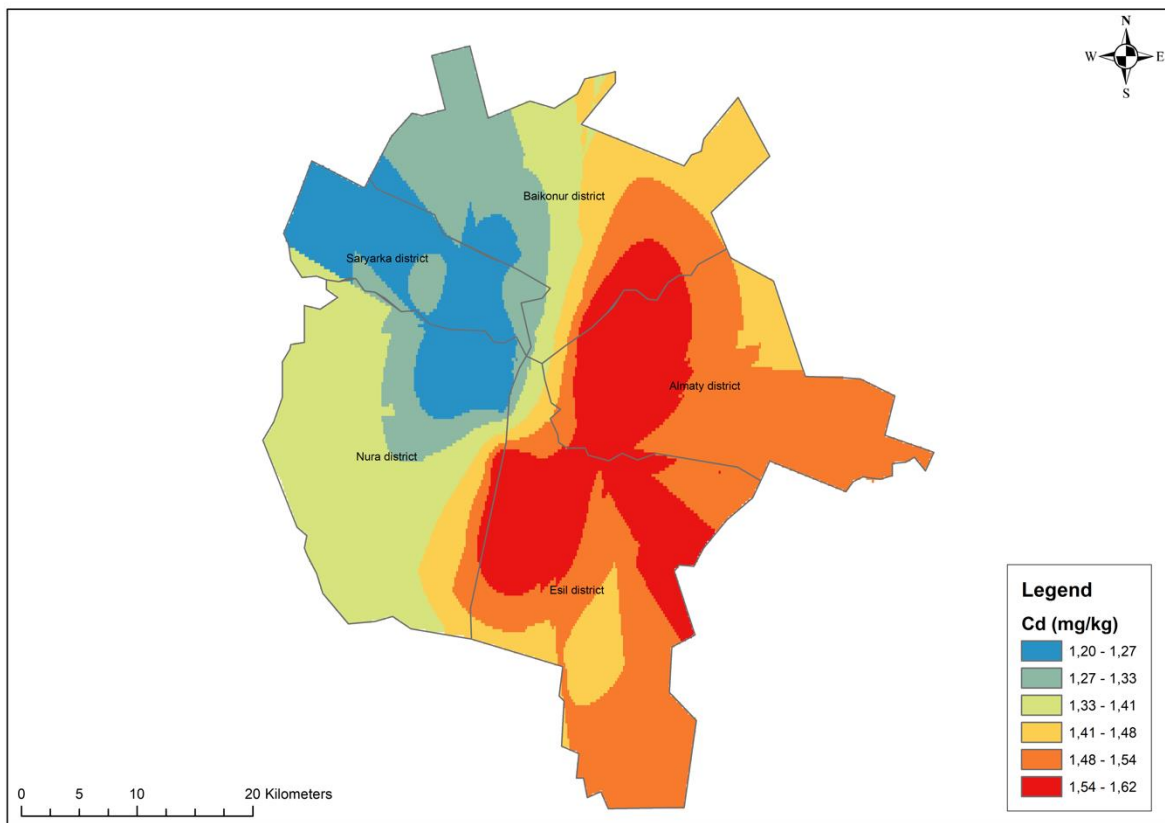 N
W E
S
Baikonur district
Saryarka district
Almaty district
Nura district
Esil district
Legend
Cd (mg/kg)
1,20 - 1,27
1,27 - 1,33
1,33 - 1,41
1,41 - 1,48
1,48 - 1,54
1,54 - 1,62
0 5 10 20 Kilometers